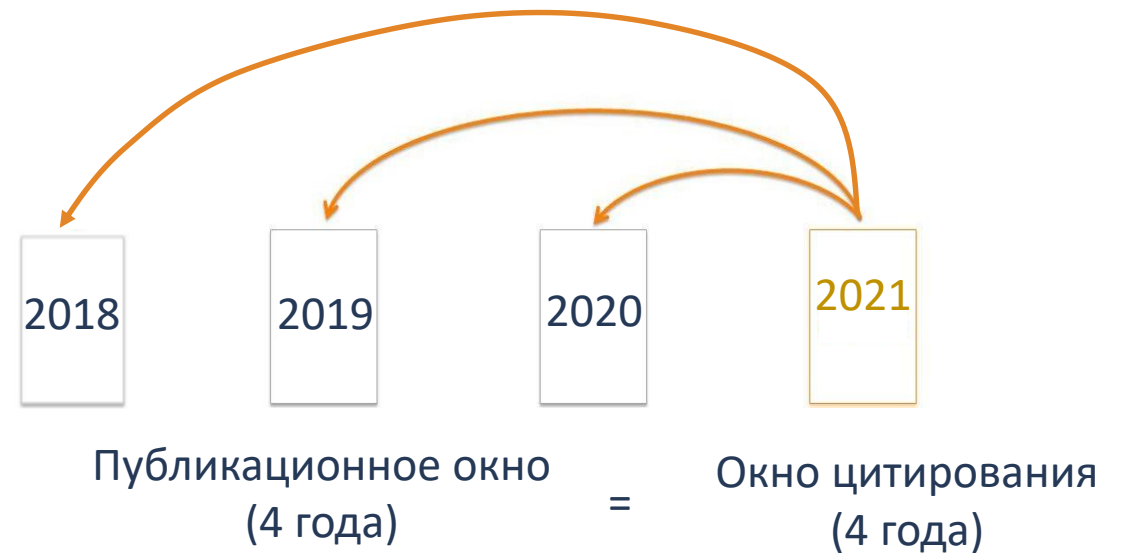 2018
2019
2020
2021
Публикационное окно
(4 года)
=
Окно цитирования
(4 года)